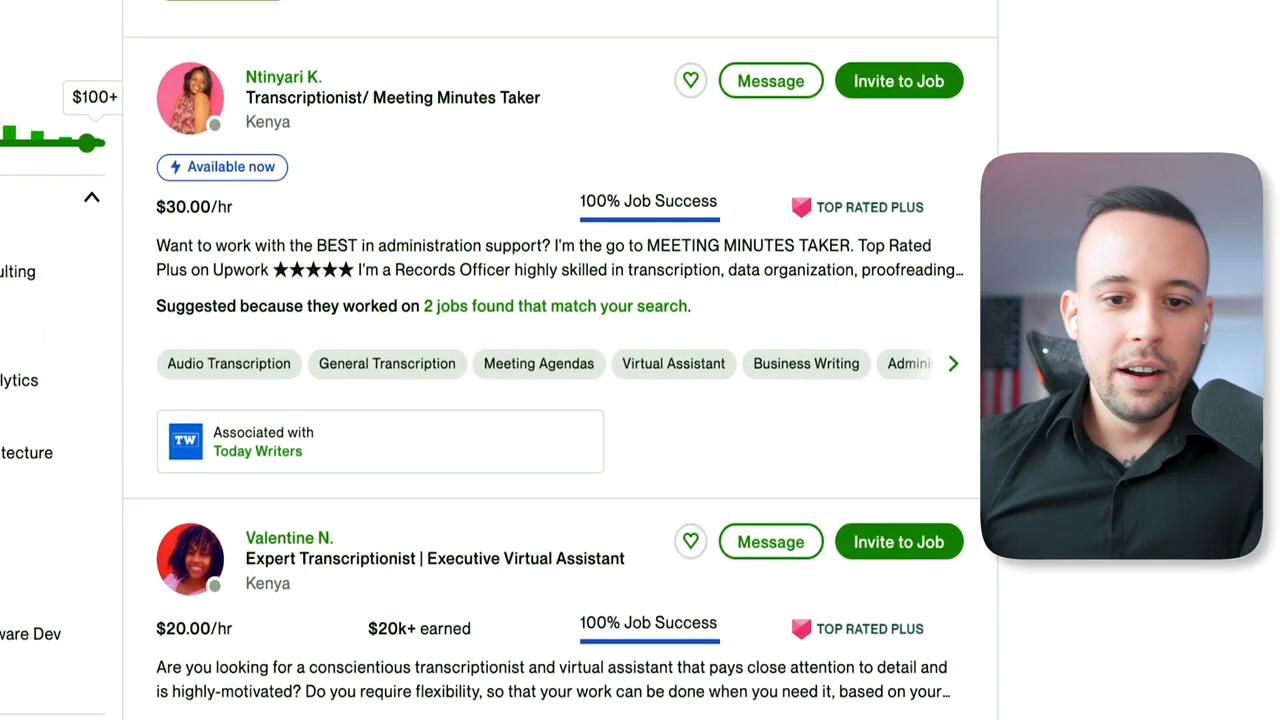 $100+
ulting
lytics
tecture
ware Dev
Ntinyari K.
Transcriptionist/ Meeting Minutes Taker
Kenya
Message
Invite to Job
Available now
$30.00/hr
100% Job Success
TOP RATED PLUS
Want to work with the BEST in administration support? I'm the go to MEETING MINUTES TAKER. Top Rated
Plus on Upwork ★★★★★ I'm a Records Officer highly skilled in transcription, data organization, proofreading…
Suggested because they worked on 2 jobs found that match your search.
Audio Transcription
General Transcription
Meeting Agendas
Virtual Assistant
Business Writing
Admini
TW
Associated with
Today Writers
Valentine N.
Expert Transcriptionist | Executive Virtual Assistant
Kenya
Message
Invite to Job
$20.00/hr
$20k+ earned
100% Job Success
TOP RATED PLUS
Are you looking for a conscientious transcriptionist and virtual assistant that pays close attention to detail and
is highly-motivated? Do you require flexibility, so that your work can be done when you need it, based on your…